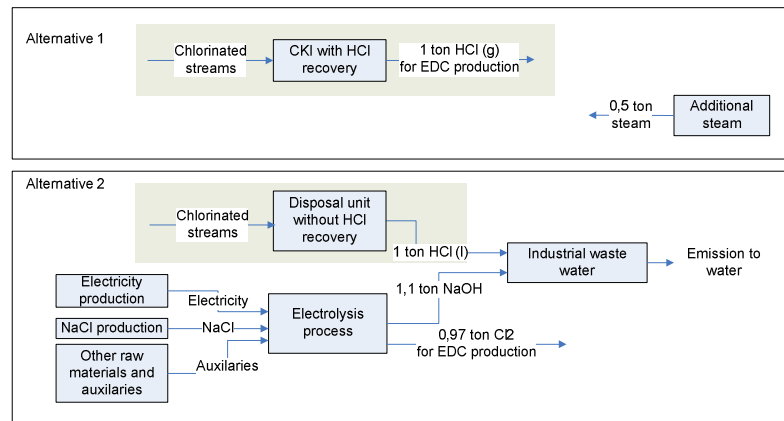 Alternative 1
Chlorinated
streams
CKI with HCl
recovery
1 ton HCl (g)
for EDC production
0,5 ton
steam
Additional
steam
Alternative 2
Chlorinated
streams
Disposal unit
without HCl
recovery
1 ton HCl (l)
Industrial waste
water
Emission to
water
Electricity
production
Electricity
NaCl production
NaCl
Other raw
materials and
auxilaries
Auxilaries
Electrolysis
process
1,1 ton NaOH
0,97 ton Cl2
for EDC production